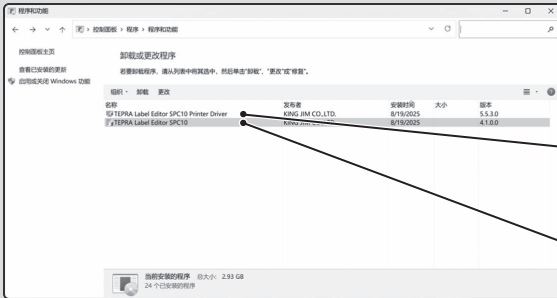 程序和功能
控制面板 › 程序 › 程序和功能
控制面板主页
查看已安装的更新
启用或关闭 Windows 功能
卸载或更改程序
若要卸载程序，请从列表中将其选中，然后单击“卸载”、“更改”或“修复”。
组织 卸载 更改
名称 发布者 安装时间 大小 版本
TEPRA Label Editor SPC10 Printer Driver KING JIM CO.,LTD. 8/19/2025 5.5.3.0
TEPRA Label Editor SPC10 KING JIM CO.,LTD. 8/19/2025 4.1.0.0
当前安装的程序 总大小: 2.93 GB
24 个已安装的程序